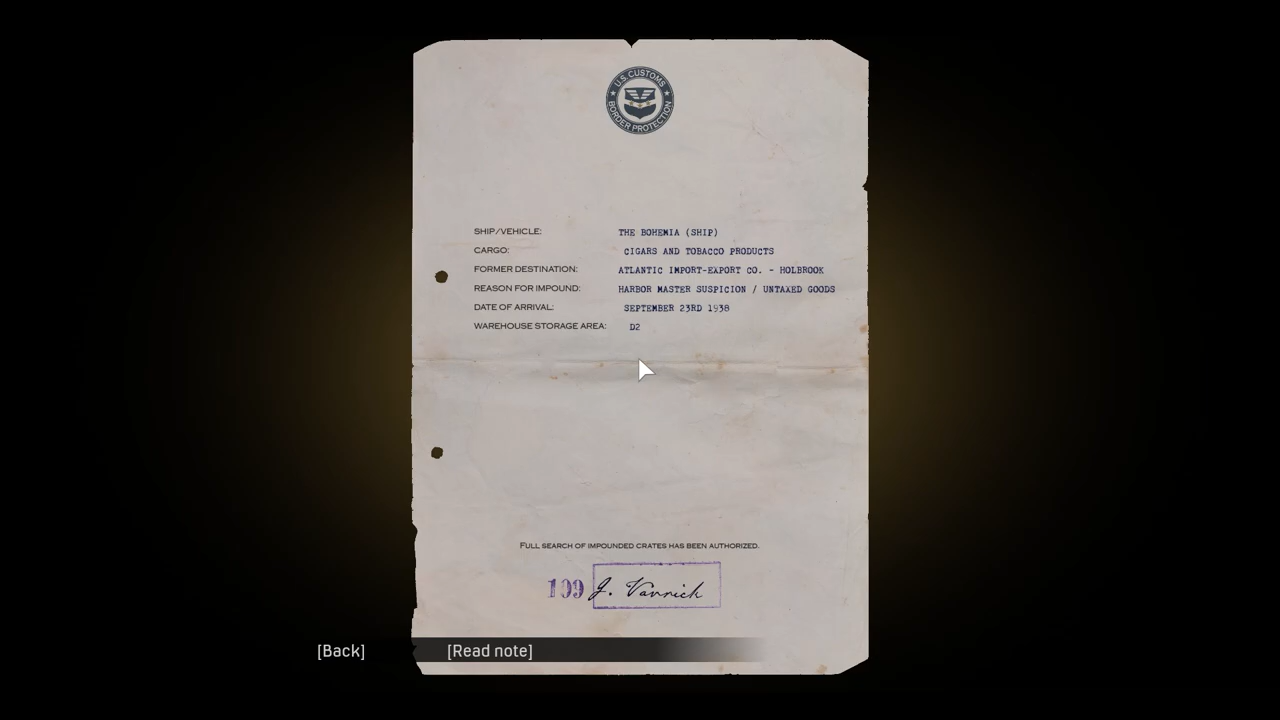 U.S. CUSTOMS
BORDER PROTECTION
SHIP/VEHICLE: THE BOHEMIA (SHIP)
CARGO: CIGARS AND TOBACCO PRODUCTS
FORMER DESTINATION: ATLANTIC IMPORT-EXPORT CO. - HOLBROOK
REASON FOR IMPOUND: HARBOR MASTER SUSPICION / UNTAXED GOODS
DATE OF ARRIVAL: SEPTEMBER 23RD 1938
WAREHOUSE STORAGE AREA: D2
FULL SEARCH OF IMPOUNDED CRATES HAS BEEN AUTHORIZED.
109 J. Varrick
[Back] [Read note]